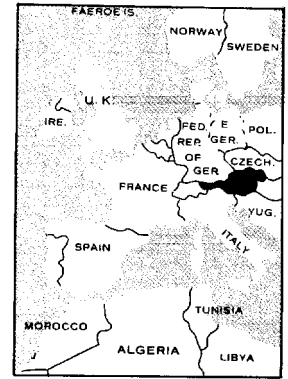 FAEROE IS.
NORWAY
SWEDEN
U. K.
IRE.
FED.
REP.
OF
GER.
E
GER.
POL.
CZECH.
FRANCE
YUG.
ITALY
SPAIN
TUNISIA
MOROCCO
ALGERIA
LIBYA